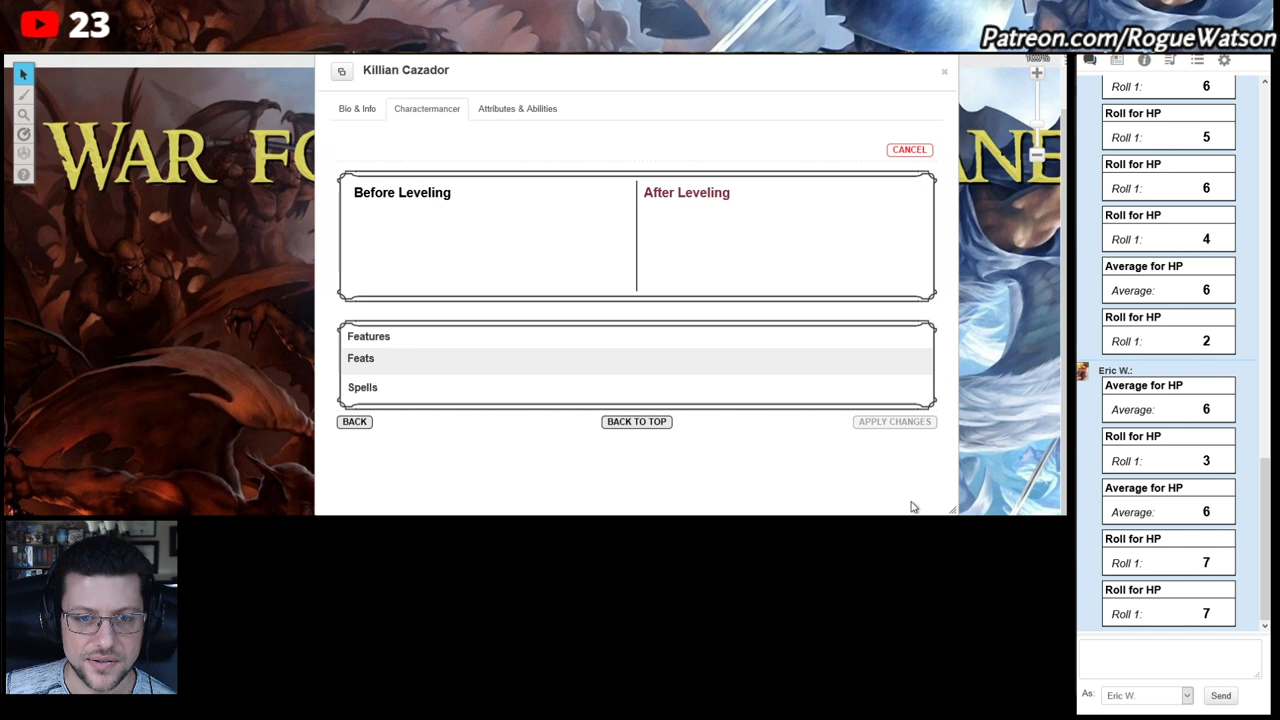 23
Patreon.com/RogueWatson
Killian Cazador
100%
Bio & Info
Charactermancer
Attributes & Abilities
CANCEL
WAR FO
ANE
Before Leveling
After Leveling
Features
Feats
Spells
BACK
BACK TO TOP
APPLY CHANGES
Roll 1: 6
Roll for HP
Roll 1: 5
Roll for HP
Roll 1: 6
Roll for HP
Roll 1: 4
Average for HP
Average: 6
Roll for HP
Roll 1: 2
Eric W.:
Average for HP
Average: 6
Roll for HP
Roll 1: 3
Average for HP
Average: 6
Roll for HP
Roll 1: 7
Roll for HP
Roll 1: 7
As: Eric W. Send